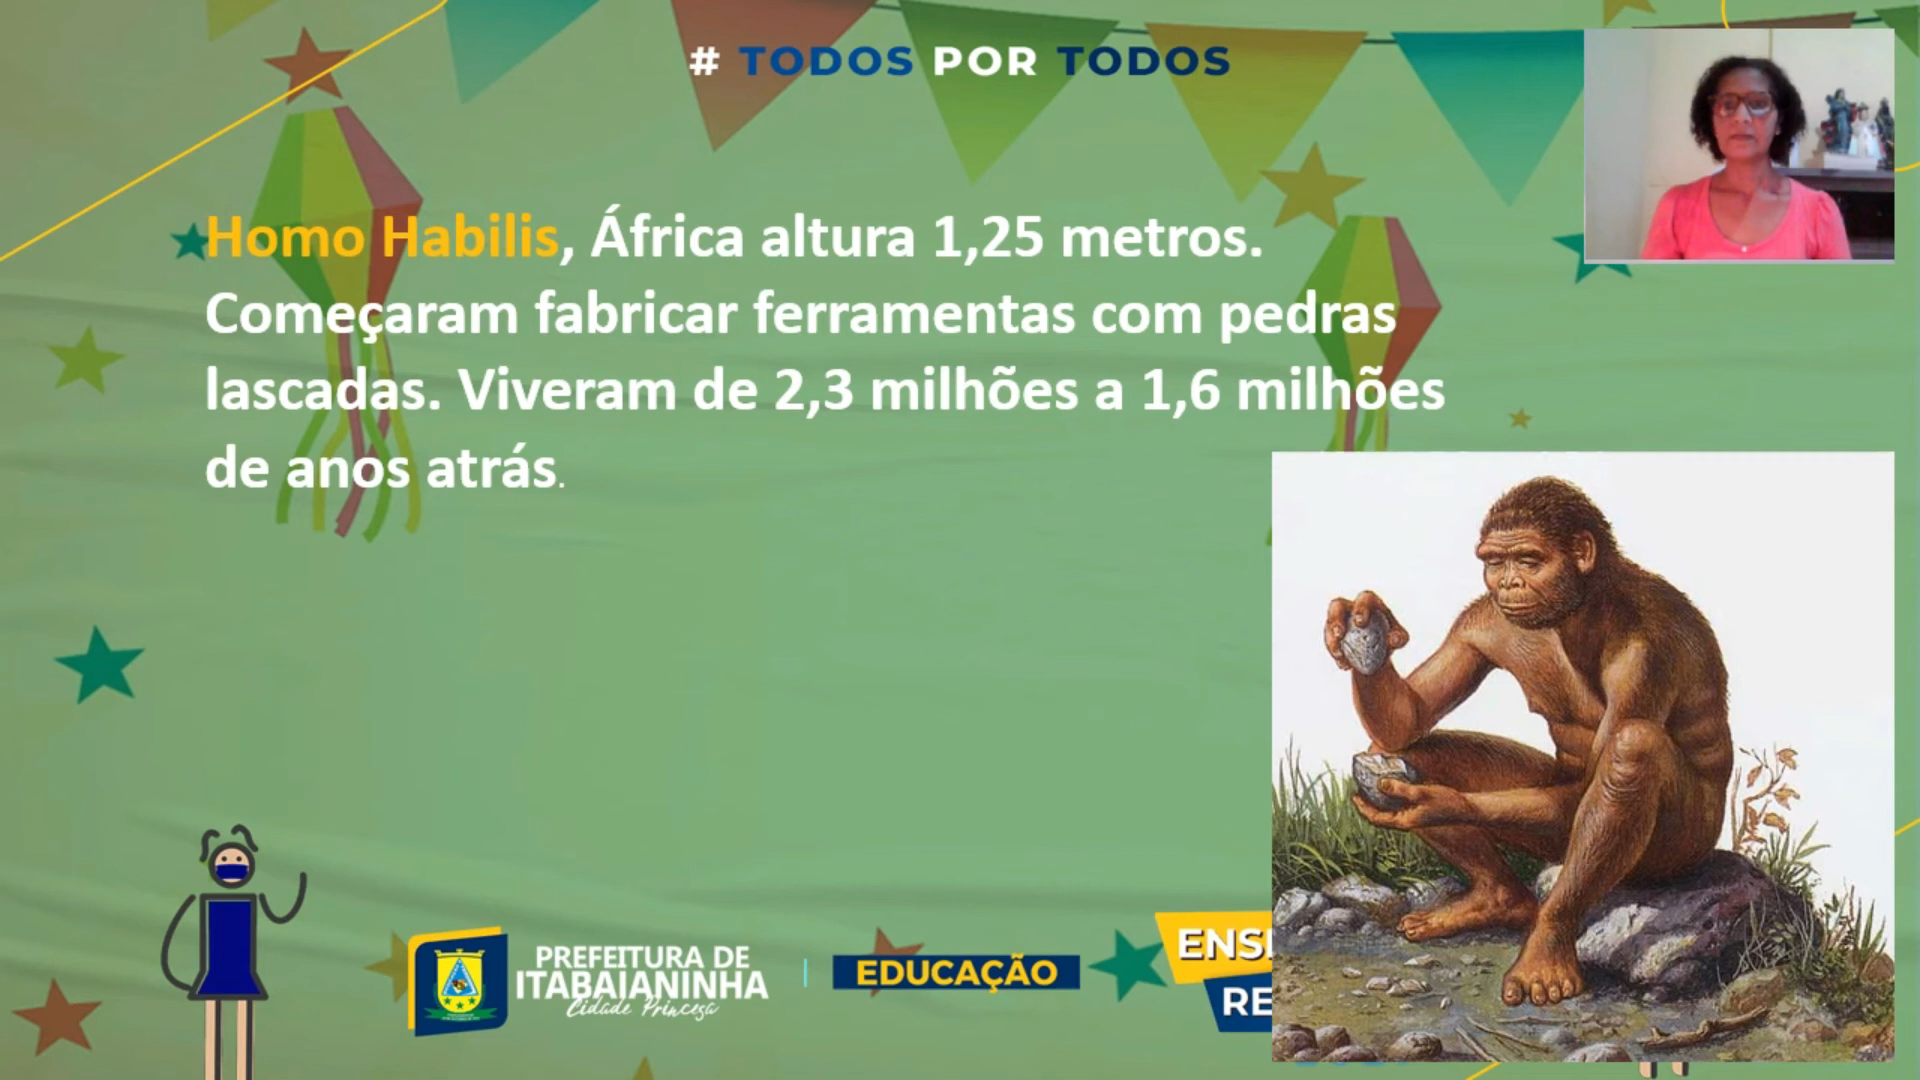 # TODOS POR TODOS
Homo Habilis, África altura 1,25 metros.
Começaram fabricar ferramentas com pedras
lascadas. Viveram de 2,3 milhões a 1,6 milhões
de anos atrás.
PREFEITURA DE
ITABAIANINHA
Cidade Princesa
EDUCAÇÃO